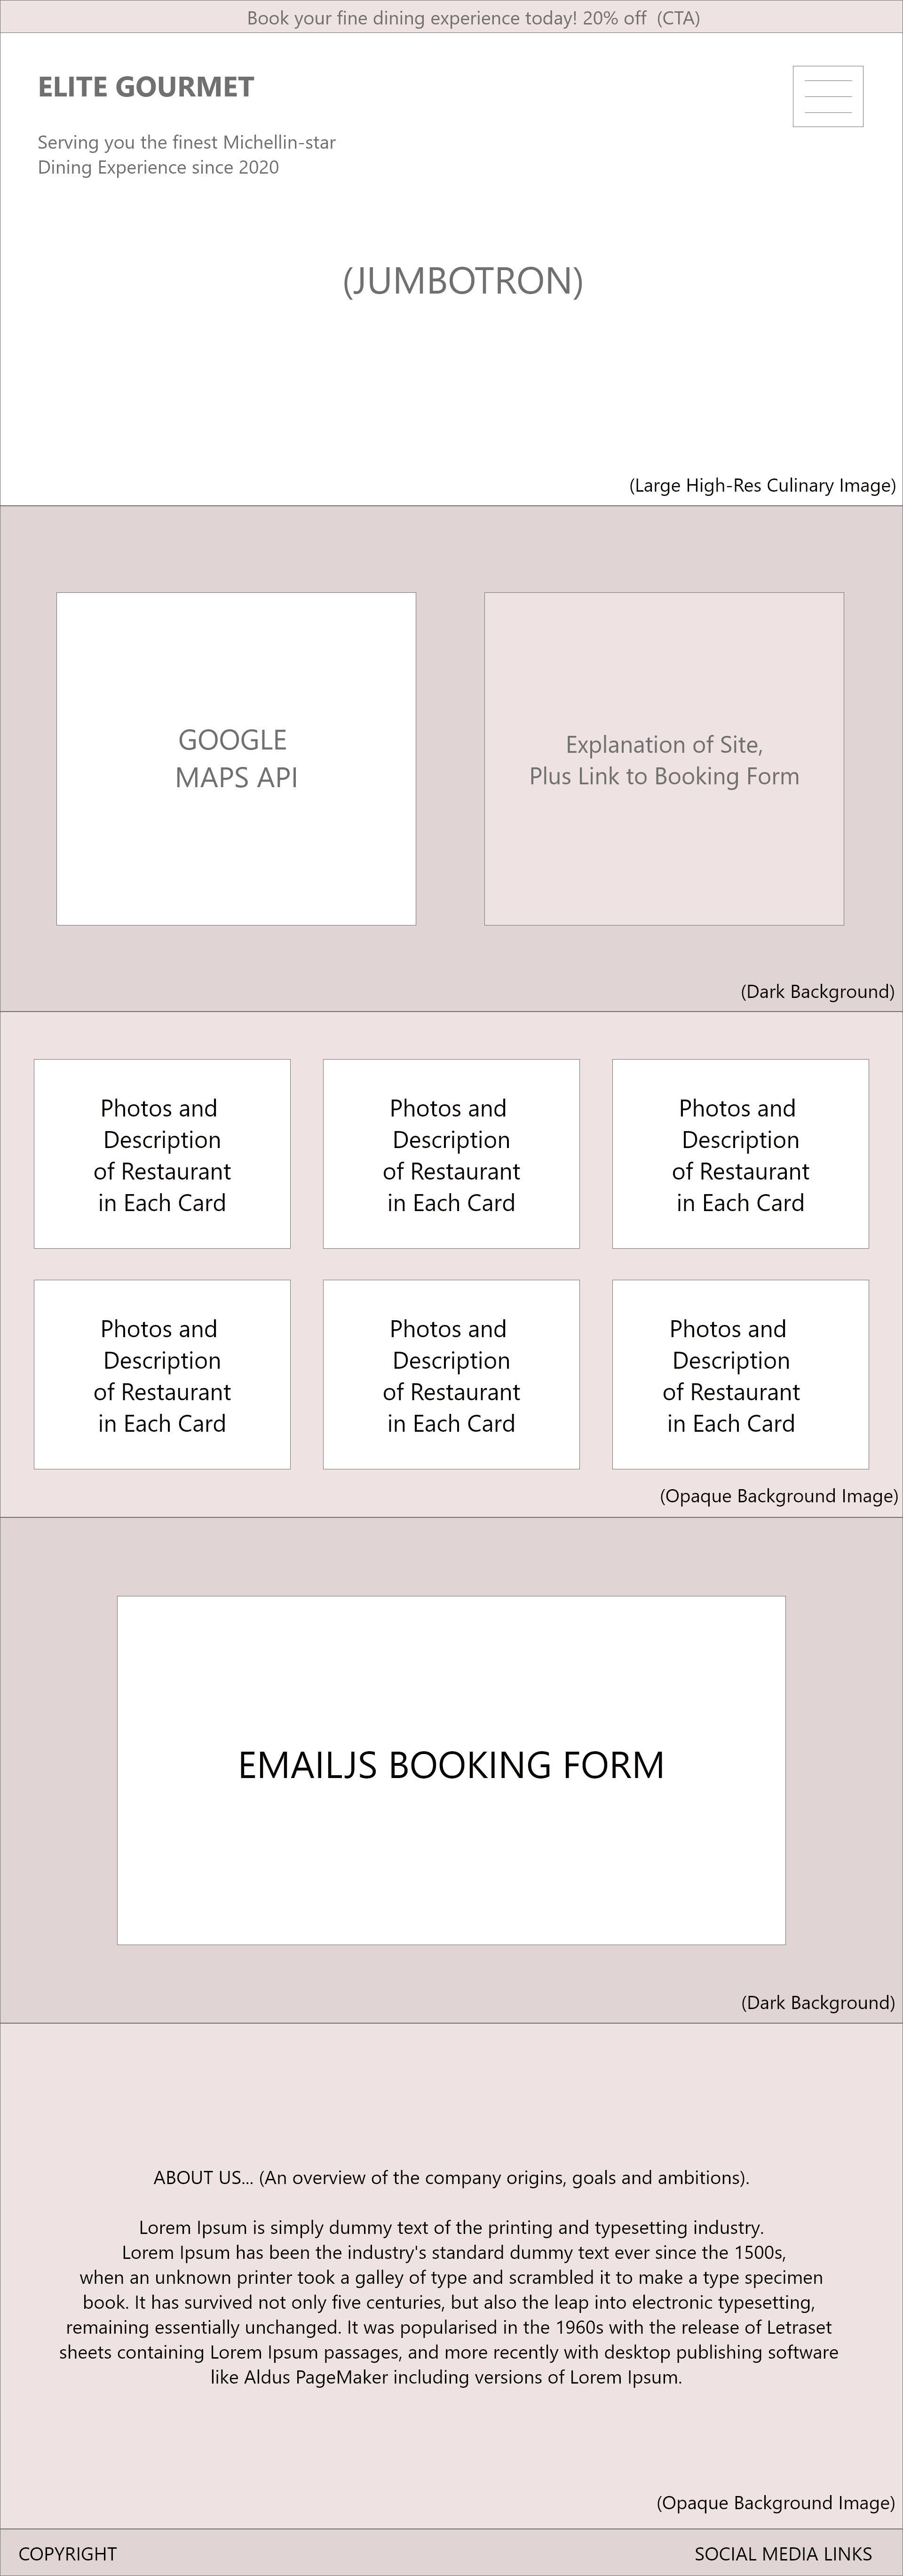 Book your fine dining experience today! 20% off (CTA)
ELITE GOURMET
Serving you the finest Michellin-star
Dining Experience since 2020
(JUMBOTRON)
(Large High-Res Culinary Image)
GOOGLE
MAPS API
Explanation of Site,
Plus Link to Booking Form
(Dark Background)
Photos and
Description
of Restaurant
in Each Card
Photos and
Description
of Restaurant
in Each Card
Photos and
Description
of Restaurant
in Each Card
Photos and
Description
of Restaurant
in Each Card
Photos and
Description
of Restaurant
in Each Card
Photos and
Description
of Restaurant
in Each Card
(Opaque Background Image)
EMAILJS BOOKING FORM
(Dark Background)
ABOUT US... (An overview of the company origins, goals and ambitions).
Lorem Ipsum is simply dummy text of the printing and typesetting industry.
Lorem Ipsum has been the industry's standard dummy text ever since the 1500s,
when an unknown printer took a galley of type and scrambled it to make a type specimen
book. It has survived not only five centuries, but also the leap into electronic typesetting,
remaining essentially unchanged. It was popularised in the 1960s with the release of Letraset
sheets containing Lorem Ipsum passages, and more recently with desktop publishing software
like Aldus PageMaker including versions of Lorem Ipsum.
(Opaque Background Image)
COPYRIGHT
SOCIAL MEDIA LINKS